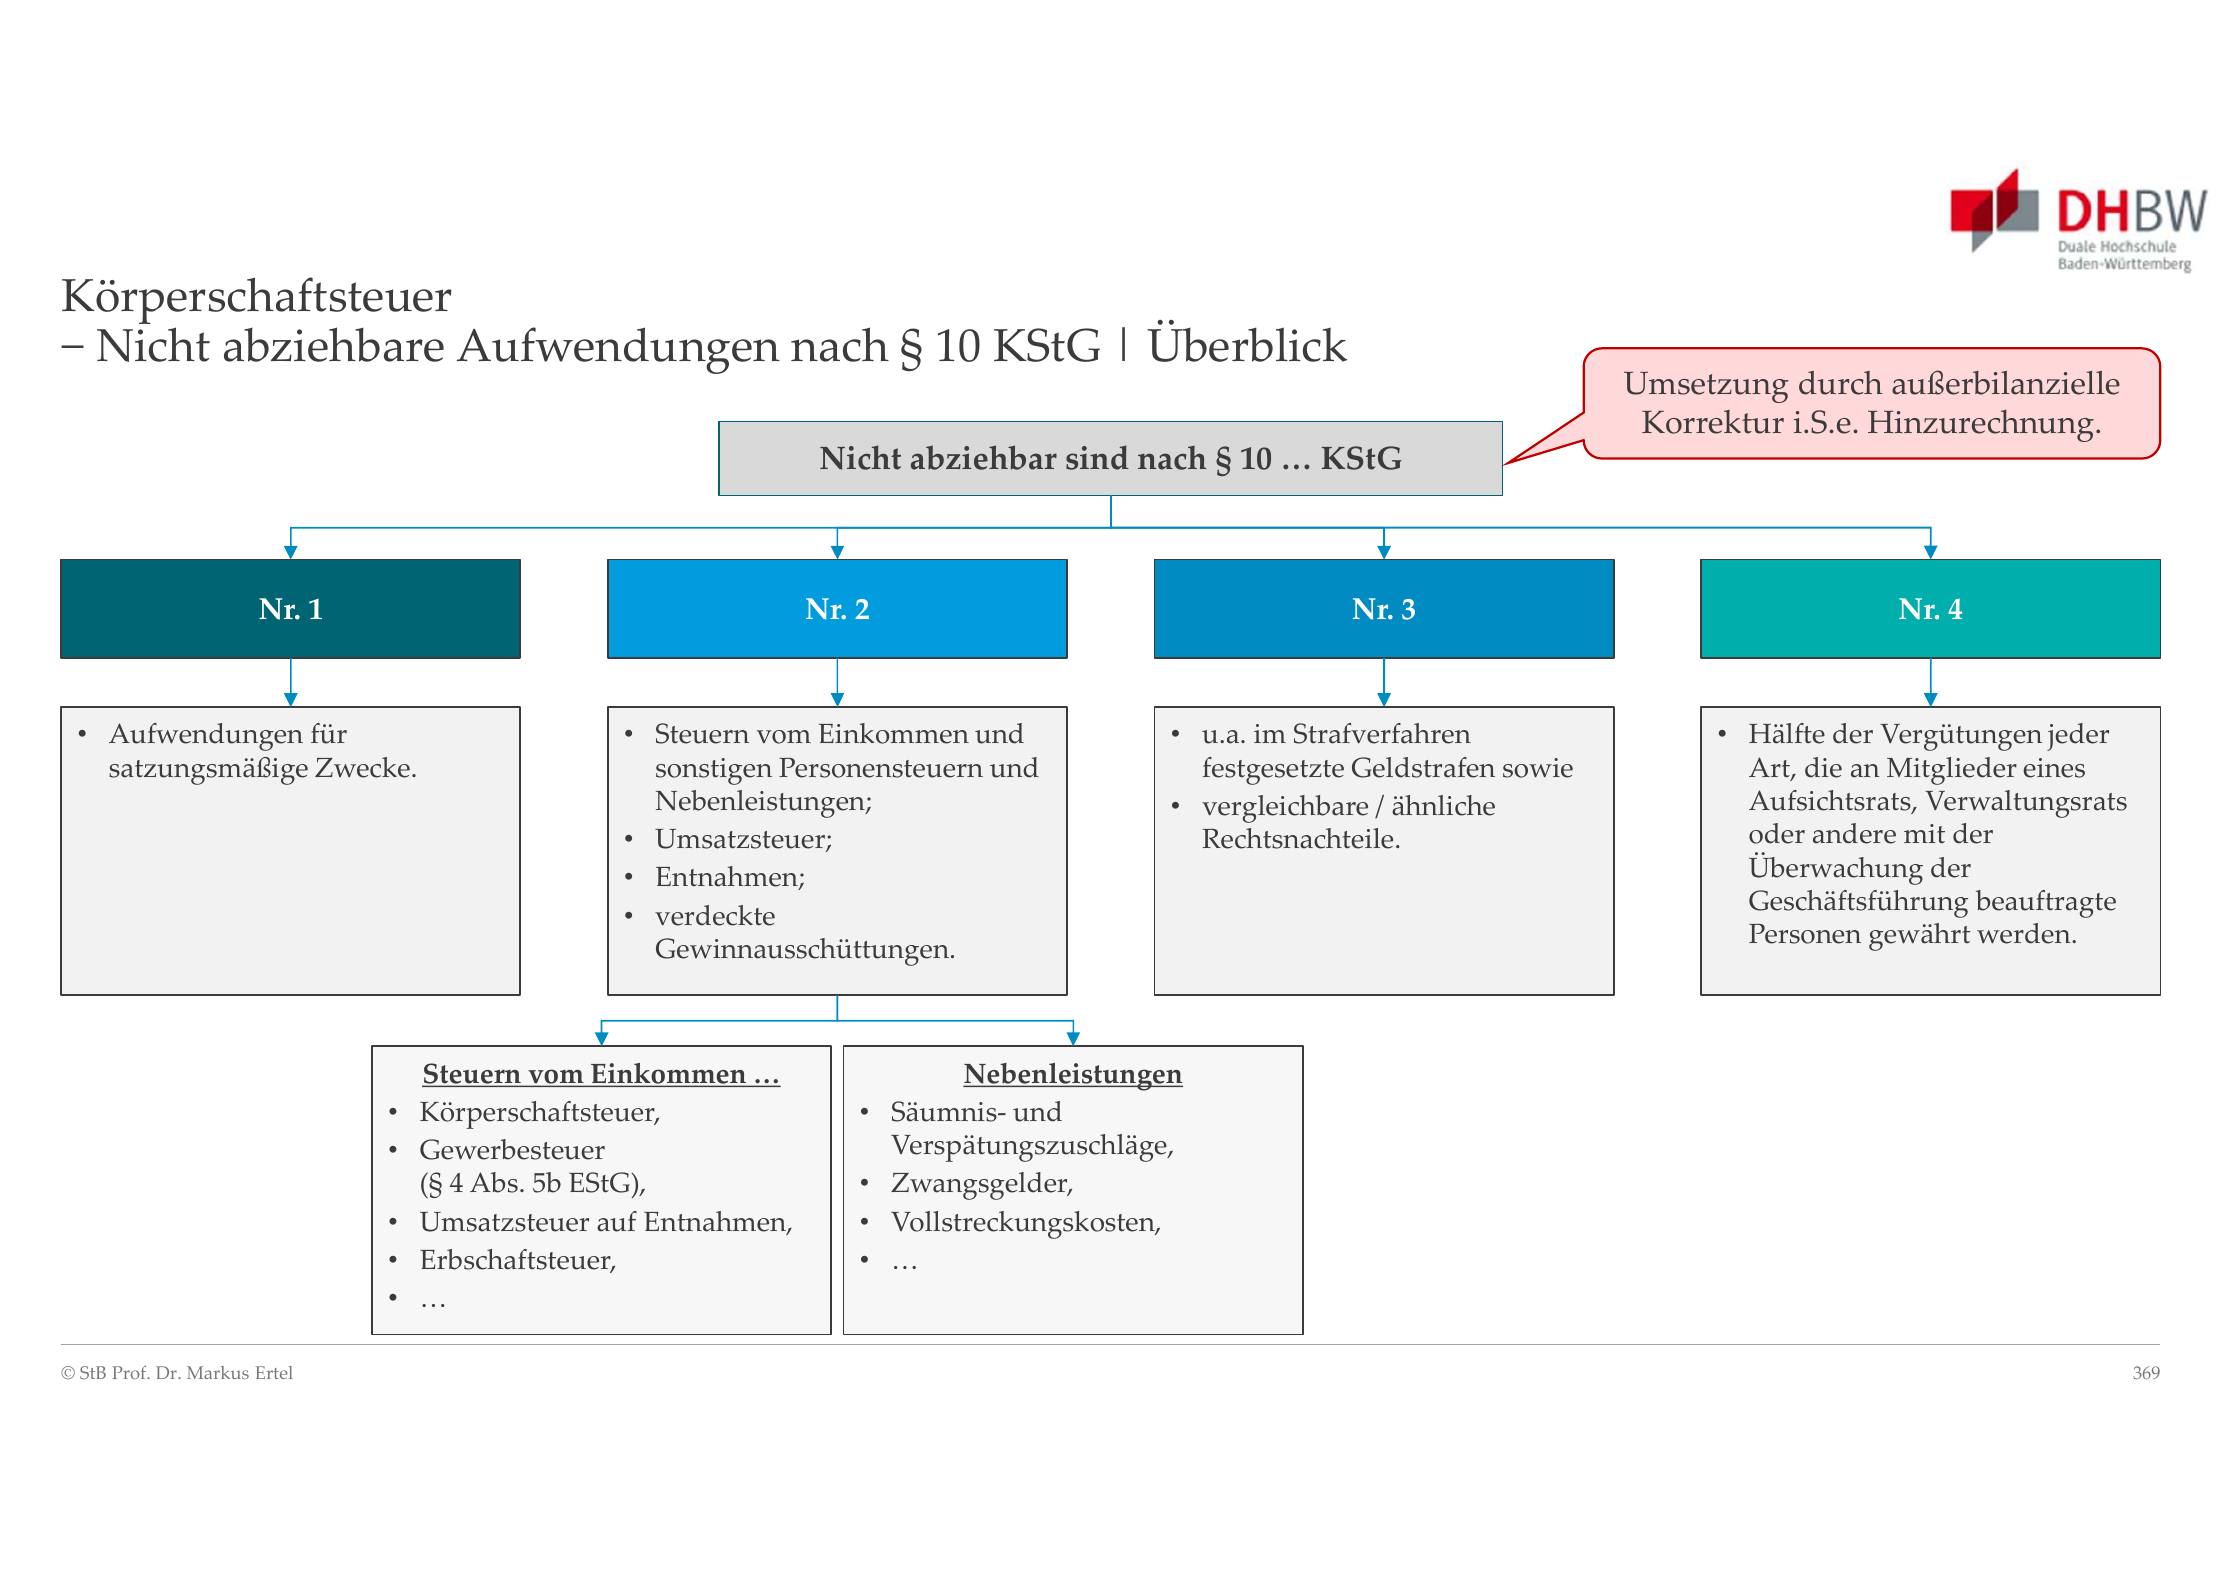 DHBW
Duale Hochschule
Baden-Württemberg
Körperschaftsteuer
– Nicht abziehbare Aufwendungen nach § 10 KStG | Überblick
Umsetzung durch außerbilanzielle
Korrektur i.S.e. Hinzurechnung.
Nicht abziehbar sind nach § 10 … KStG
Nr. 1
Nr. 2
Nr. 3
Nr. 4
• Aufwendungen für
satzungsmäßige Zwecke.
• Steuern vom Einkommen und
sonstigen Personensteuern und
Nebenleistungen;
• Umsatzsteuer;
• Entnahmen;
• verdeckte
Gewinnausschüttungen.
• u.a. im Strafverfahren
festgesetzte Geldstrafen sowie
• vergleichbare / ähnliche
Rechtsnachteile.
• Hälfte der Vergütungen jeder
Art, die an Mitglieder eines
Aufsichtsrats, Verwaltungsrats
oder andere mit der
Überwachung der
Geschäftsführung beauftragte
Personen gewährt werden.
Steuern vom Einkommen …
• Körperschaftsteuer,
• Gewerbesteuer
(§ 4 Abs. 5b EStG),
• Umsatzsteuer auf Entnahmen,
• Erbschaftsteuer,
• …
Nebenleistungen
• Säumnis- und
Verspätungszuschläge,
• Zwangsgelder,
• Vollstreckungskosten,
• …
© StB Prof. Dr. Markus Ertel
369